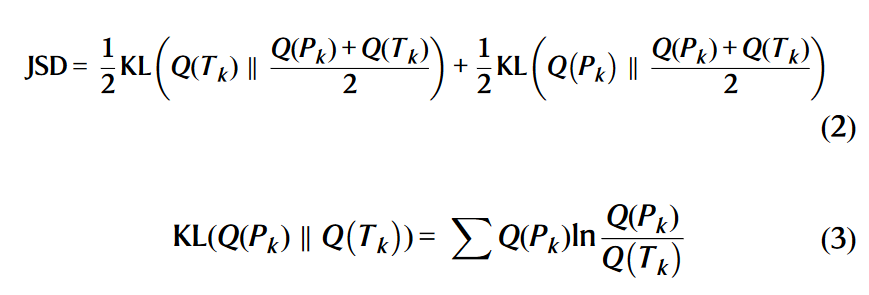 JSD = 1/2 KL(Q(T_k) ∥ (Q(P_k) + Q(T_k))/2) + 1/2 KL(Q(P_k) ∥ (Q(P_k) + Q(T_k))/2)
(2)
KL(Q(P_k) ∥ Q(T_k)) = ∑ Q(P_k)ln Q(P_k)/Q(T_k) (3)